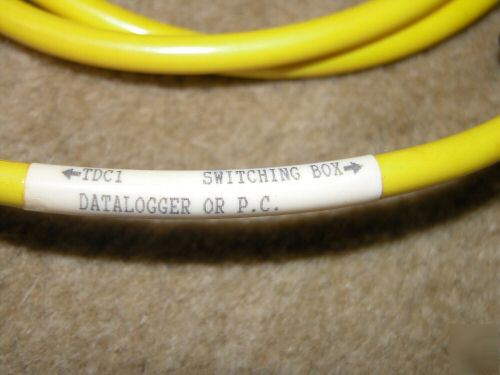 ←TDC1 SWITCHING BOX→
DATALOGGER OR P.C.